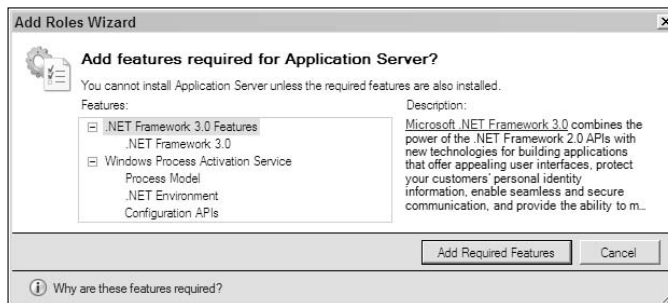 Add Roles Wizard
Add features required for Application Server?
You cannot install Application Server unless the required features are also installed.
Features:
.NET Framework 3.0 Features
.NET Framework 3.0
Windows Process Activation Service
Process Model
.NET Environment
Configuration APIs
Description:
Microsoft .NET Framework 3.0 combines the
power of the .NET Framework 2.0 APIs with
new technologies for building applications
that offer appealing user interfaces, protect
your customers' personal identity
information, enable seamless and secure
communication, and provide the ability to m...
Add Required Features
Cancel
Why are these features required?